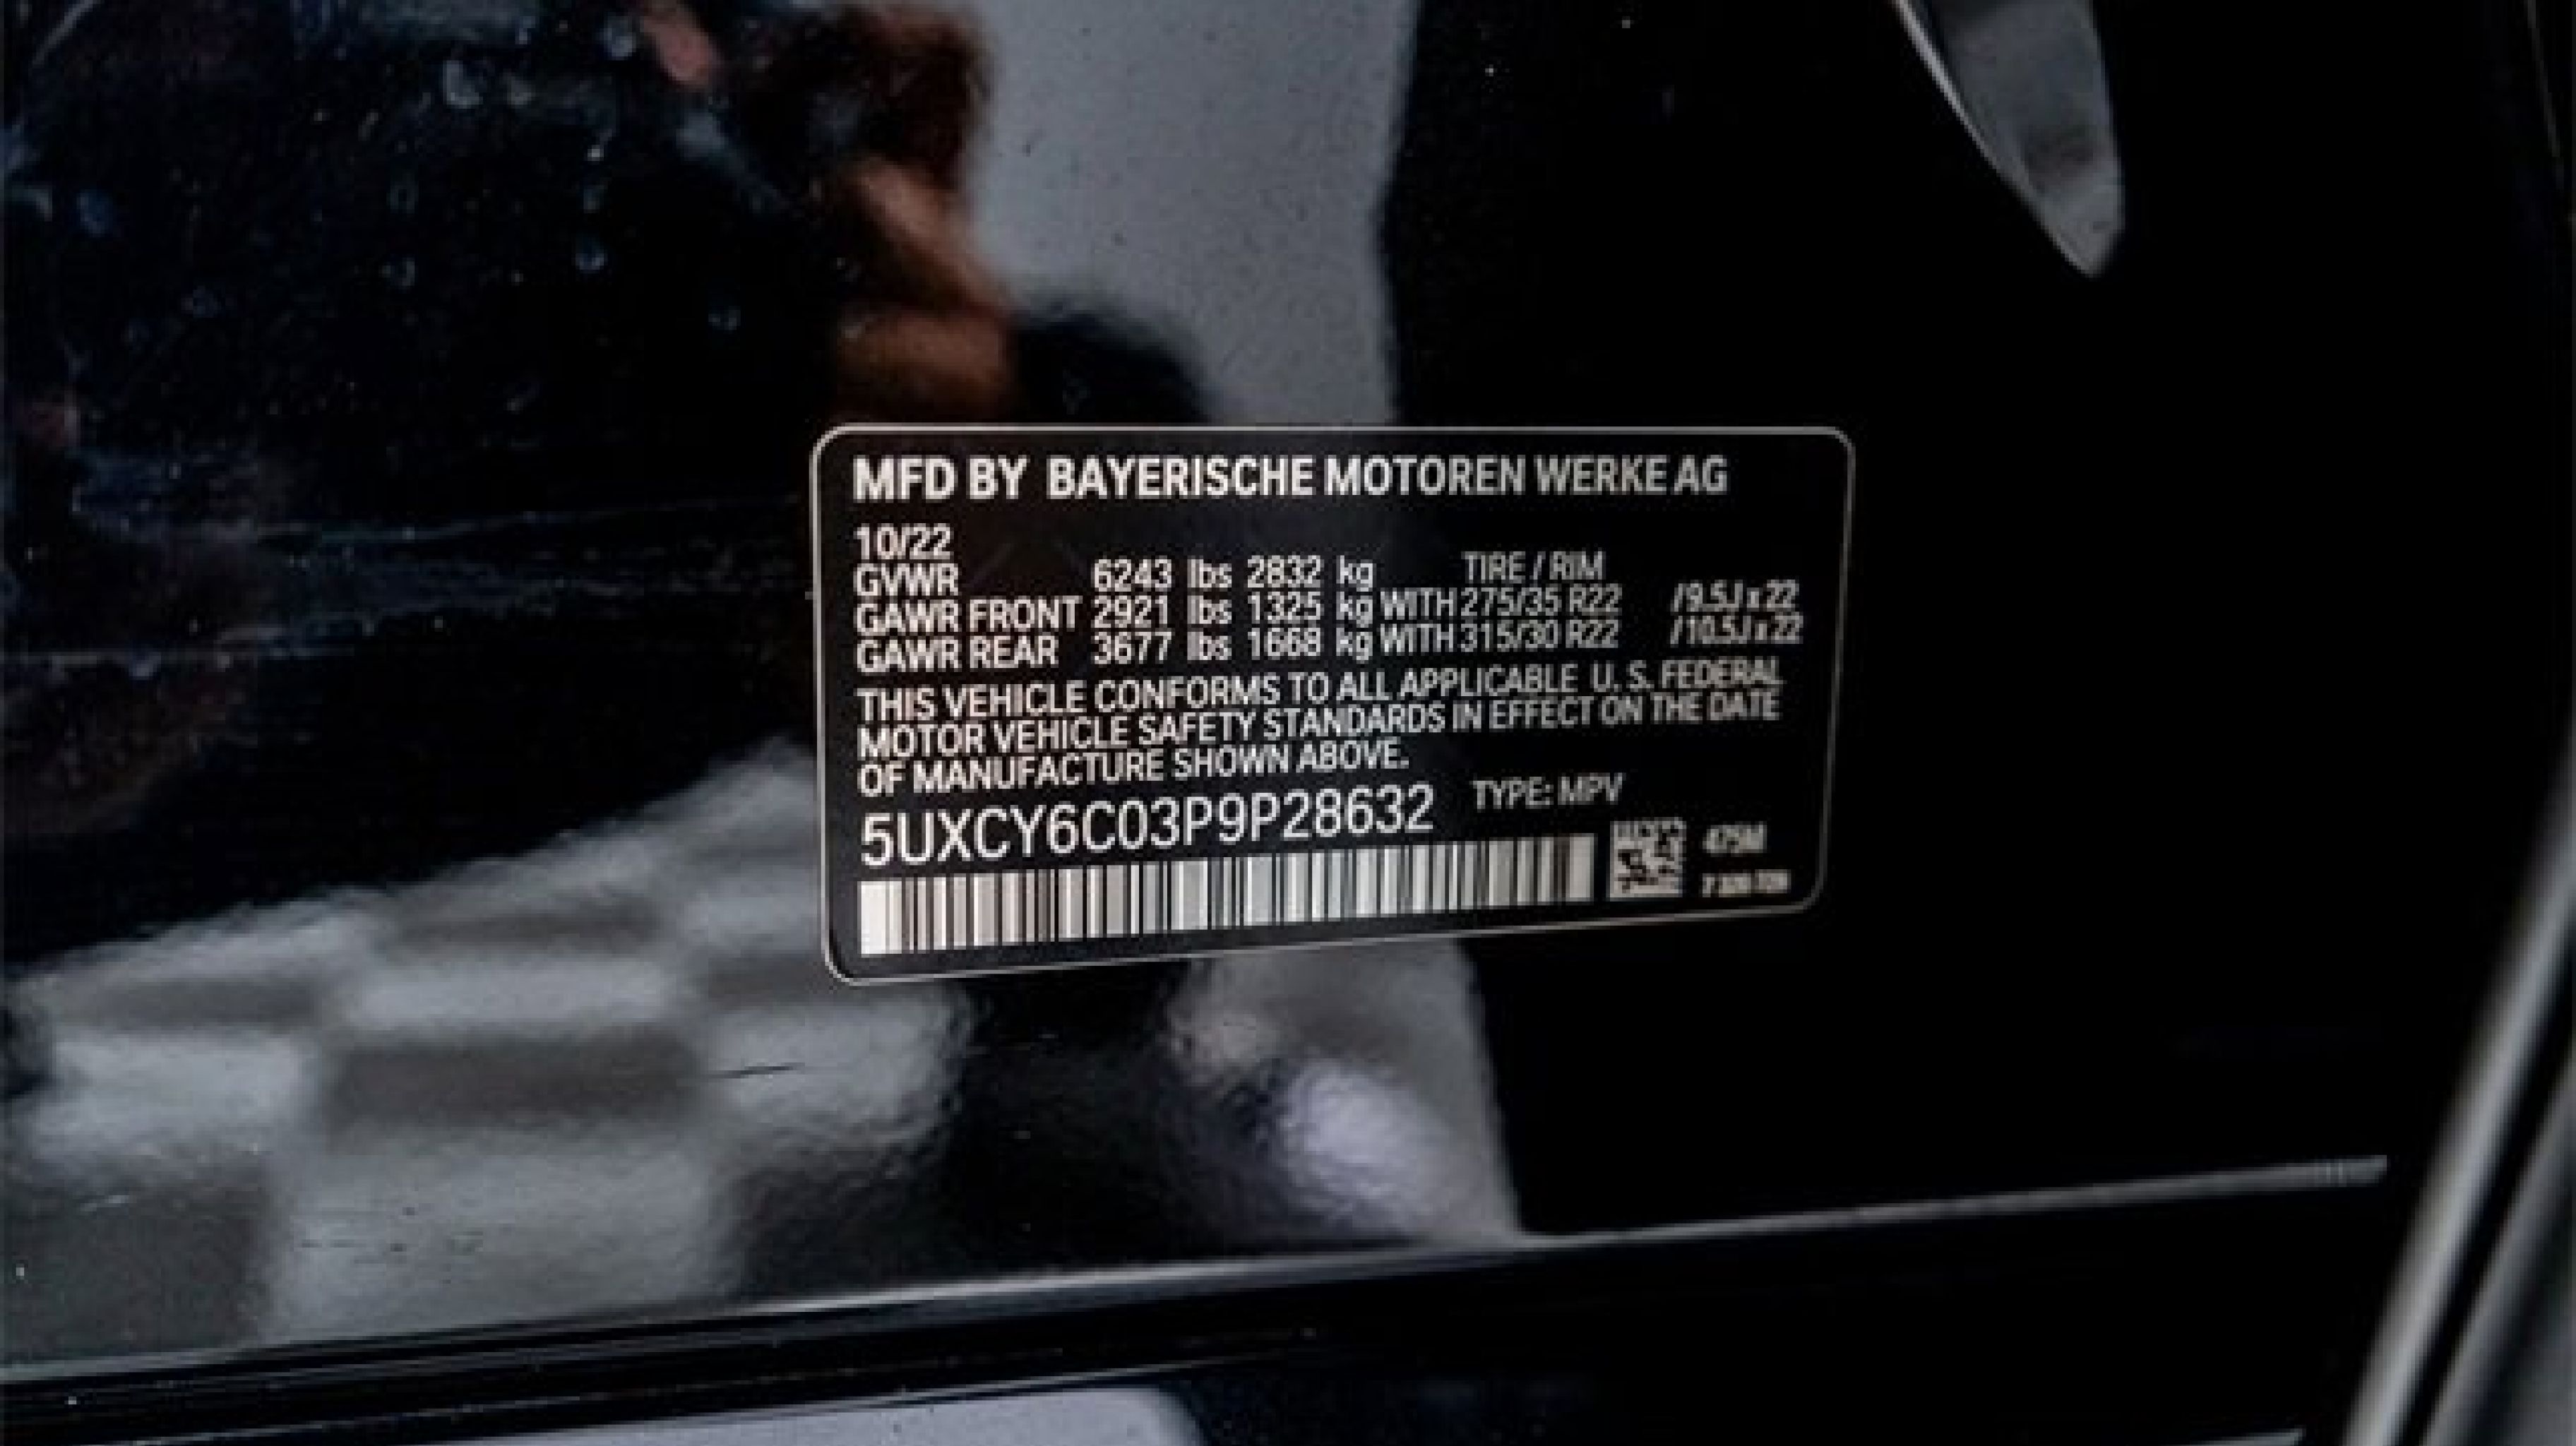 MFD BY BAYERISCHE MOTOREN WERKE AG
10/22
GVWR 6243 lbs 2832 kg TIRE / RIM
GAWR FRONT 2921 lbs 1325 kg WITH 275/35 R22 /9.5J x 22
GAWR REAR 3677 lbs 1668 kg WITH 315/30 R22 /10.5J x 22
THIS VEHICLE CONFORMS TO ALL APPLICABLE U. S. FEDERAL
MOTOR VEHICLE SAFETY STANDARDS IN EFFECT ON THE DATE
OF MANUFACTURE SHOWN ABOVE.
5UXCY6C03P9P28632 TYPE: MPV
475M